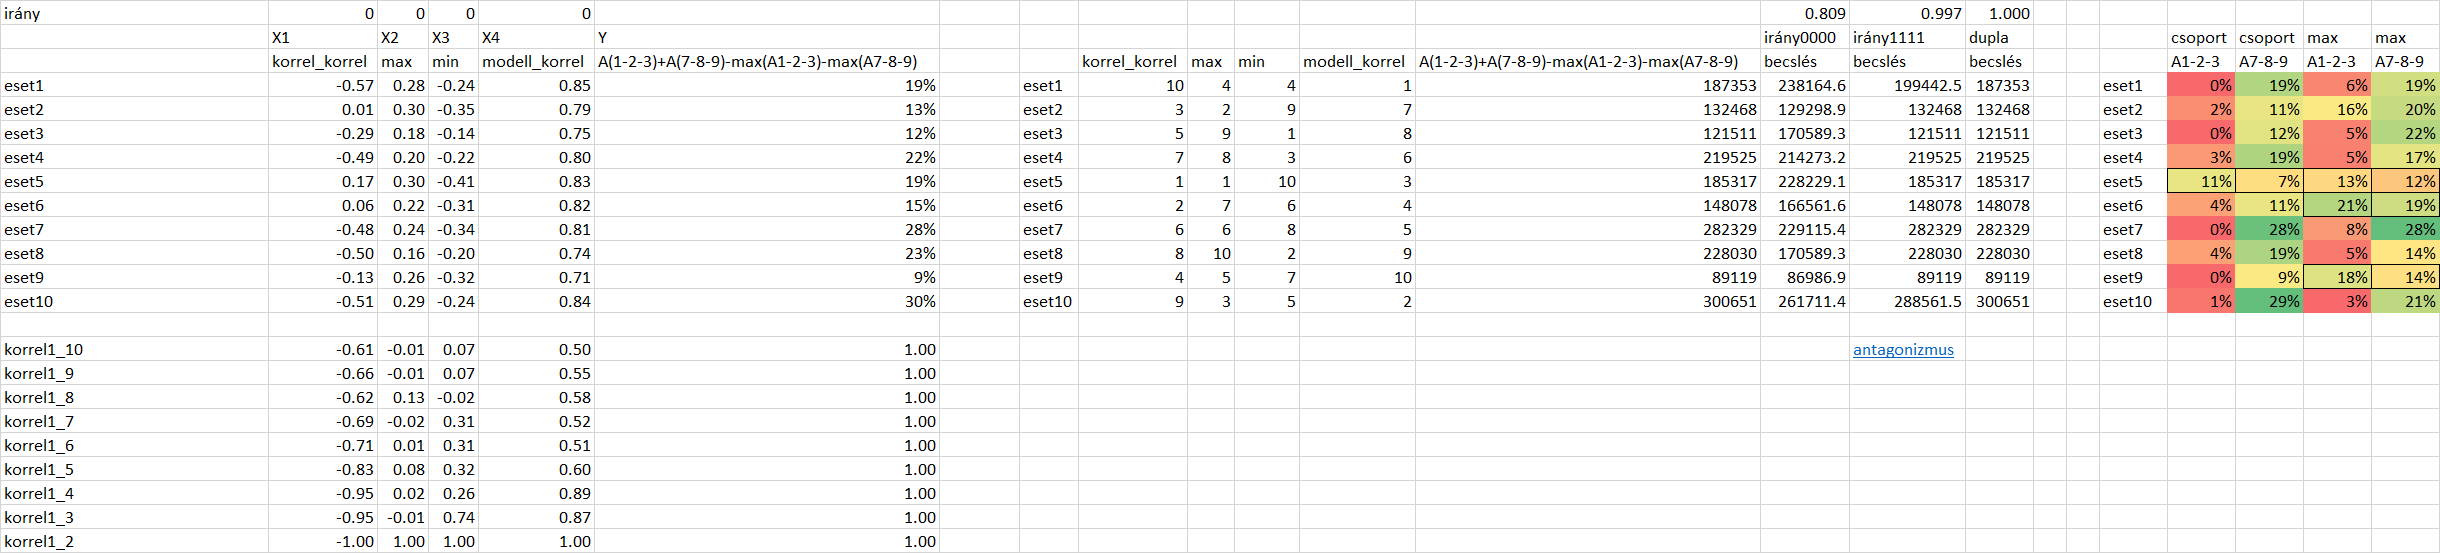 irány 0 0 0 0 0.809 0.997 1.000
X1 X2 X3 X4 Y irány0000 irány1111 dupla csoport csoport max max
korrel_korrel max min modell_korrel A(1-2-3)+A(7-8-9)-max(A1-2-3)-max(A7-8-9) korrel_korrel max min modell_korrel A(1-2-3)+A(7-8-9)-max(A1-2-3)-max(A7-8-9) becslés becslés becslés A1-2-3 A7-8-9 A1-2-3 A7-8-9
eset1 -0.57 0.28 -0.24 0.85 19% eset1 10 4 4 1 187353 238164.6 199442.5 187353 eset1 0% 19% 6% 19%
eset2 0.01 0.30 -0.35 0.79 13% eset2 3 2 9 7 132468 129298.9 132468 132468 eset2 2% 11% 16% 20%
eset3 -0.29 0.18 -0.14 0.75 12% eset3 5 9 1 8 121511 170589.3 121511 121511 eset3 0% 12% 5% 22%
eset4 -0.49 0.20 -0.22 0.80 22% eset4 7 8 3 6 219525 214273.2 219525 219525 eset4 3% 19% 5% 17%
eset5 0.17 0.30 -0.41 0.83 19% eset5 1 1 10 3 185317 228229.1 185317 185317 eset5 11% 7% 13% 12%
eset6 0.06 0.22 -0.31 0.82 15% eset6 2 7 6 4 148078 166561.6 148078 148078 eset6 4% 11% 21% 19%
eset7 -0.48 0.24 -0.34 0.81 28% eset7 6 6 8 5 282329 229115.4 282329 282329 eset7 0% 28% 8% 28%
eset8 -0.50 0.16 -0.20 0.74 23% eset8 8 10 2 9 228030 170589.3 228030 228030 eset8 4% 19% 5% 14%
eset9 -0.13 0.26 -0.32 0.71 9% eset9 4 5 7 10 89119 86986.9 89119 89119 eset9 0% 9% 18% 14%
eset10 -0.51 0.29 -0.24 0.84 30% eset10 9 3 5 2 300651 261711.4 288561.5 300651 eset10 1% 29% 3% 21%
korrel1_10 -0.61 -0.01 0.07 0.50 1.00 antagonizmus
korrel1_9 -0.66 -0.01 0.07 0.55 1.00
korrel1_8 -0.62 0.13 -0.02 0.58 1.00
korrel1_7 -0.69 -0.02 0.31 0.52 1.00
korrel1_6 -0.71 0.01 0.31 0.51 1.00
korrel1_5 -0.83 0.08 0.32 0.60 1.00
korrel1_4 -0.95 0.02 0.26 0.89 1.00
korrel1_3 -0.95 -0.01 0.74 0.87 1.00
korrel1_2 -1.00 1.00 1.00 1.00 1.00